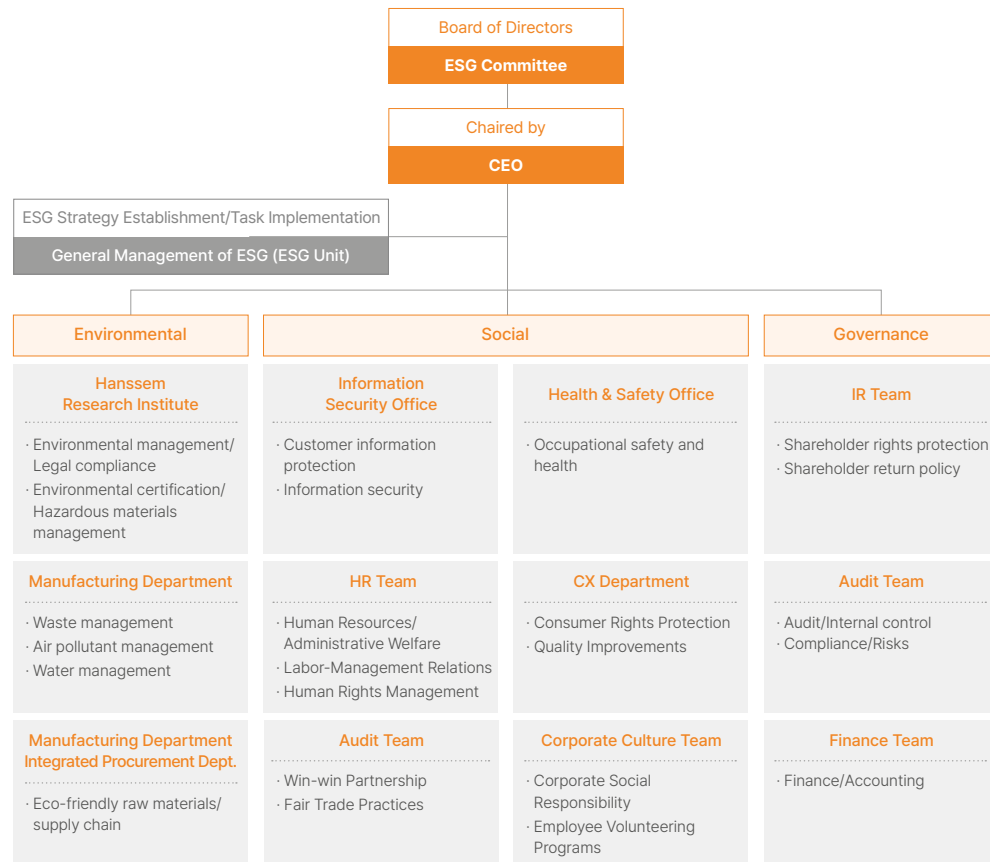 Board of Directors
ESG Committee
Chaired by
CEO
ESG Strategy Establishment/Task Implementation
General Management of ESG (ESG Unit)
Environmental
Social
Governance
Hanssem
Research Institute
· Environmental management/
Legal compliance
· Environmental certification/
Hazardous materials
management
Information
Security Office
· Customer information
protection
· Information security
Health & Safety Office
· Occupational safety and
health
IR Team
· Shareholder rights protection
· Shareholder return policy
Manufacturing Department
· Waste management
· Air pollutant management
· Water management
HR Team
· Human Resources/
Administrative Welfare
· Labor-Management Relations
· Human Rights Management
CX Department
· Consumer Rights Protection
· Quality Improvements
Audit Team
· Audit/Internal control
· Compliance/Risks
Manufacturing Department
Integrated Procurement Dept.
· Eco-friendly raw materials/
supply chain
Audit Team
· Win-win Partnership
· Fair Trade Practices
Corporate Culture Team
· Corporate Social
Responsibility
· Employee Volunteering
Programs
Finance Team
· Finance/Accounting